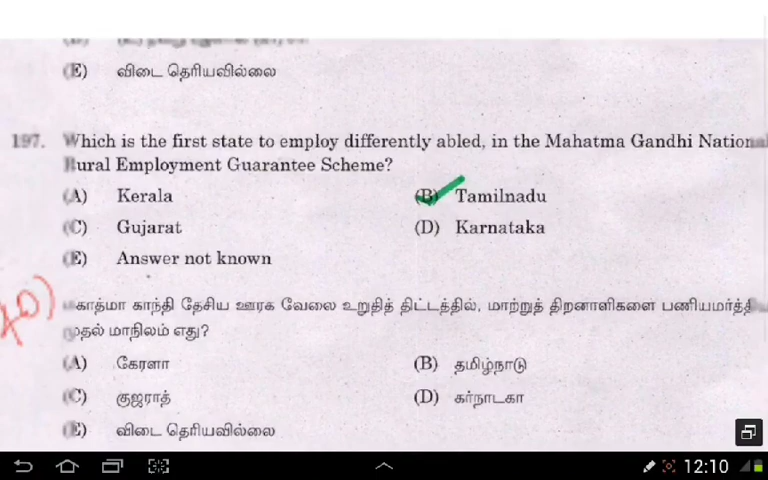 (E) விடை தெரியவில்லை
197. Which is the first state to employ differently abled, in the Mahatma Gandhi National
Rural Employment Guarantee Scheme?
(A) Kerala (B) Tamilnadu
(C) Gujarat (D) Karnataka
(E) Answer not known
40)
மகாத்மா காந்தி தேசிய ஊரக வேலை உறுதித் திட்டத்தில், மாற்றுத் திறனாளிகளை
முதல் மாநிலம் எது?
(A) கேரளா (B) தமிழ்நாடு
(C) குஜராத் (D) கர்நாடகா
(E) விடை தெரியவில்லை
12:10